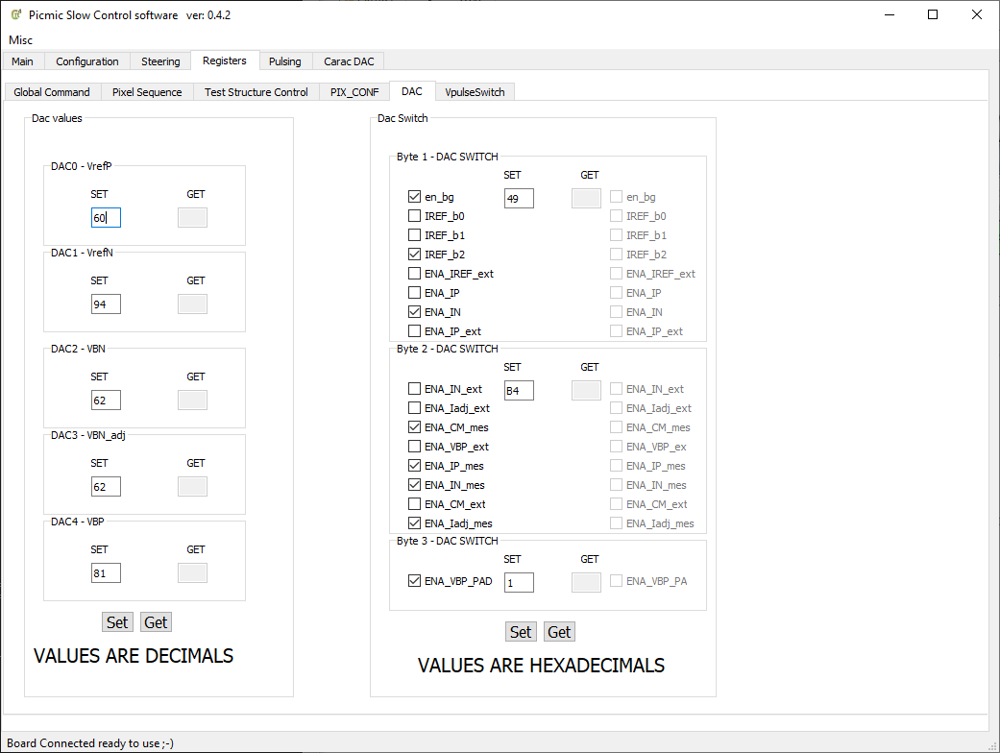 Picmic Slow Control software ver: 0.4.2
Misc
Main Configuration Steering Registers Pulsing Carac DAC
Global Command Pixel Sequence Test Structure Control PIX_CONF DAC VpulseSwitch
Dac values
DAC0 - VrefP
SET GET
60
DAC1 - VrefN
SET GET
94
DAC2 - VBN
SET GET
62
DAC3 - VBN_adj
SET GET
62
DAC4 - VBP
SET GET
81
Set Get
VALUES ARE DECIMALS
Dac Switch
Byte 1 - DAC SWITCH
SET GET
en_bg 49 en_bg
IREF_b0 IREF_b0
IREF_b1 IREF_b1
IREF_b2 IREF_b2
ENA_IREF_ext ENA_IREF_ext
ENA_IP ENA_IP
ENA_IN ENA_IN
ENA_IP_ext ENA_IP_ext
Byte 2 - DAC SWITCH
SET GET
ENA_IN_ext B4 ENA_IN_ext
ENA_Iadj_ext ENA_Iadj_ext
ENA_CM_mes ENA_CM_mes
ENA_VBP_ext ENA_VBP_ex
ENA_IP_mes ENA_IP_mes
ENA_IN_mes ENA_IN_mes
ENA_CM_ext ENA_CM_ext
ENA_Iadj_mes ENA_Iadj_mes
Byte 3 - DAC SWITCH
SET GET
ENA_VBP_PAD 1 ENA_VBP_PA
Set Get
VALUES ARE HEXADECIMALS
Board Connected ready to use ;-)